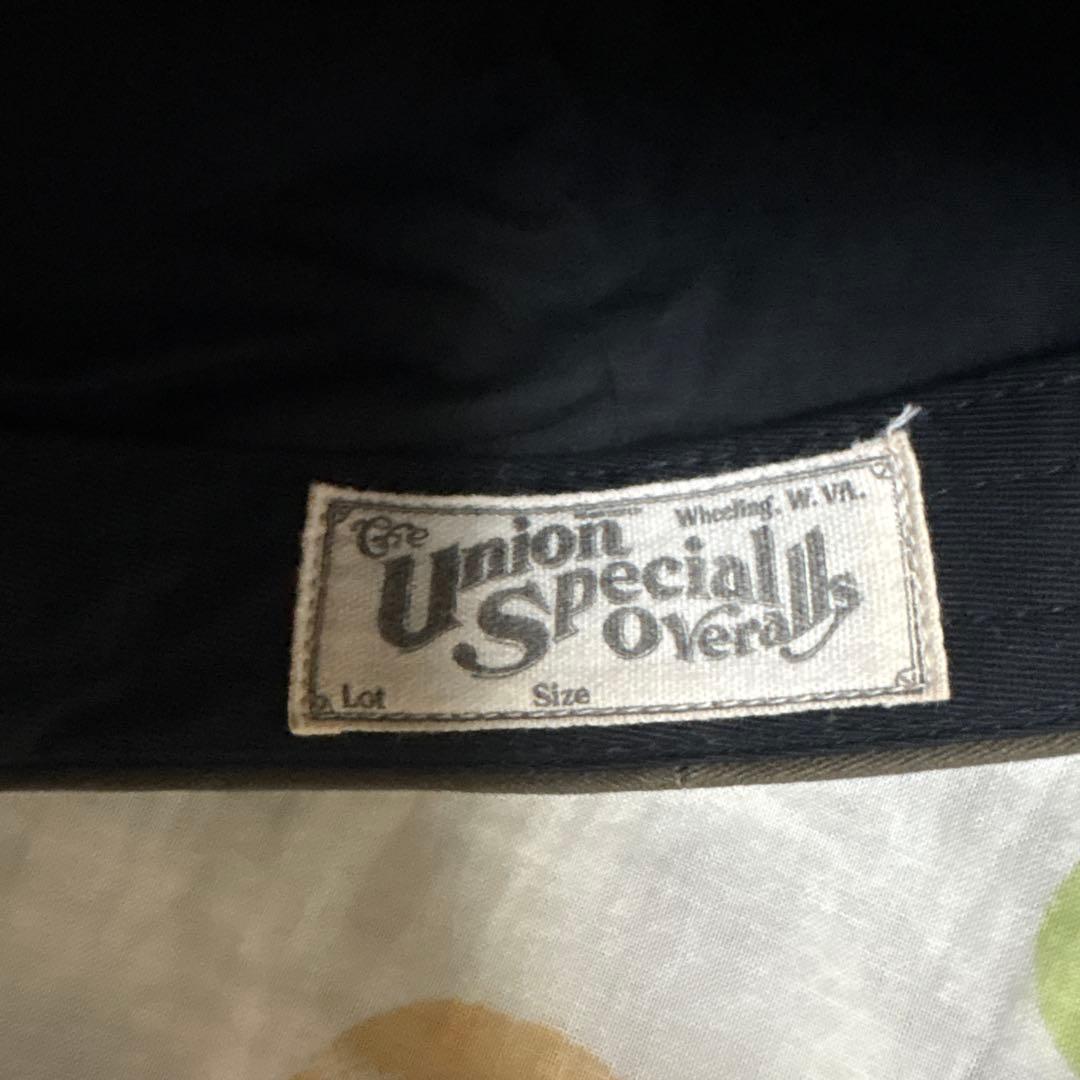 The Union Wheeling, W. VA.
Special
Overalls
Lot Size